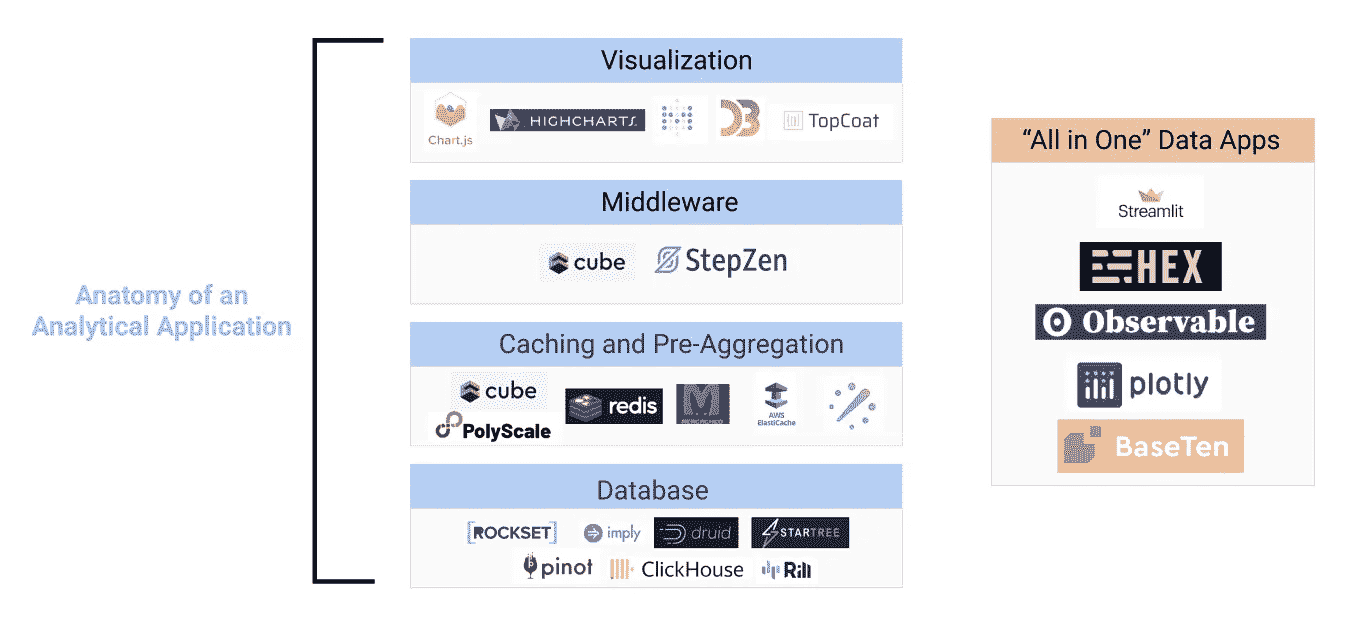 Anatomy of an
Analytical Application
Visualization
Chart.js
HIGHCHARTS
D3
TopCoat
Middleware
cube
StepZen
Caching and Pre-Aggregation
cube
PolyScale
redis
AWS
ElastiCache
Database
[ROCKSET]
imply
druid
STARTREE
pinot
ClickHouse
Rill
“All in One” Data Apps
Streamlit
HEX
Observable
plotly
BaseTen